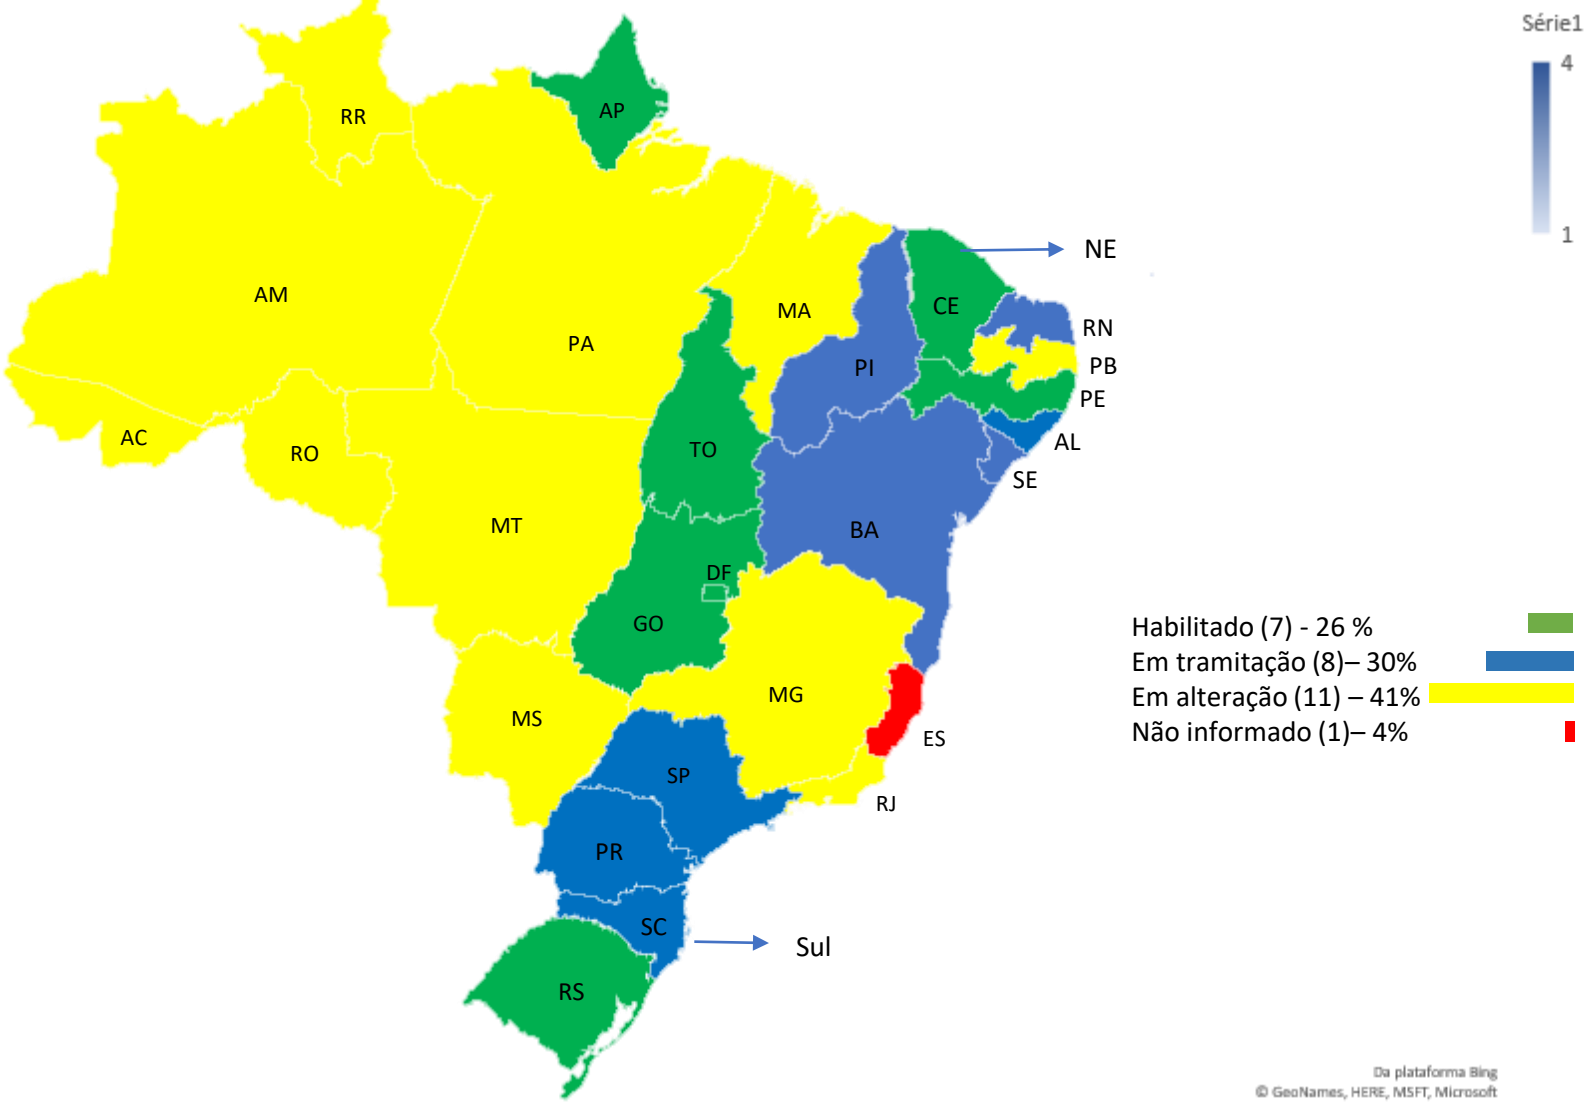 Série1
4
RR
AP
1
NE
AM
MA
CE
RN
PA
PB
PI
PE
AC
AL
RO
TO
SE
MT
BA
DF
GO
Habilitado (7) - 26 %
Em tramitação (8)– 30%
Em alteração (11) – 41%
Não informado (1)– 4%
MG
MS
ES
SP
RJ
PR
SC
Sul
RS
Da plataforma Bing
© GeoNames, HERE, MSFT, Microsoft